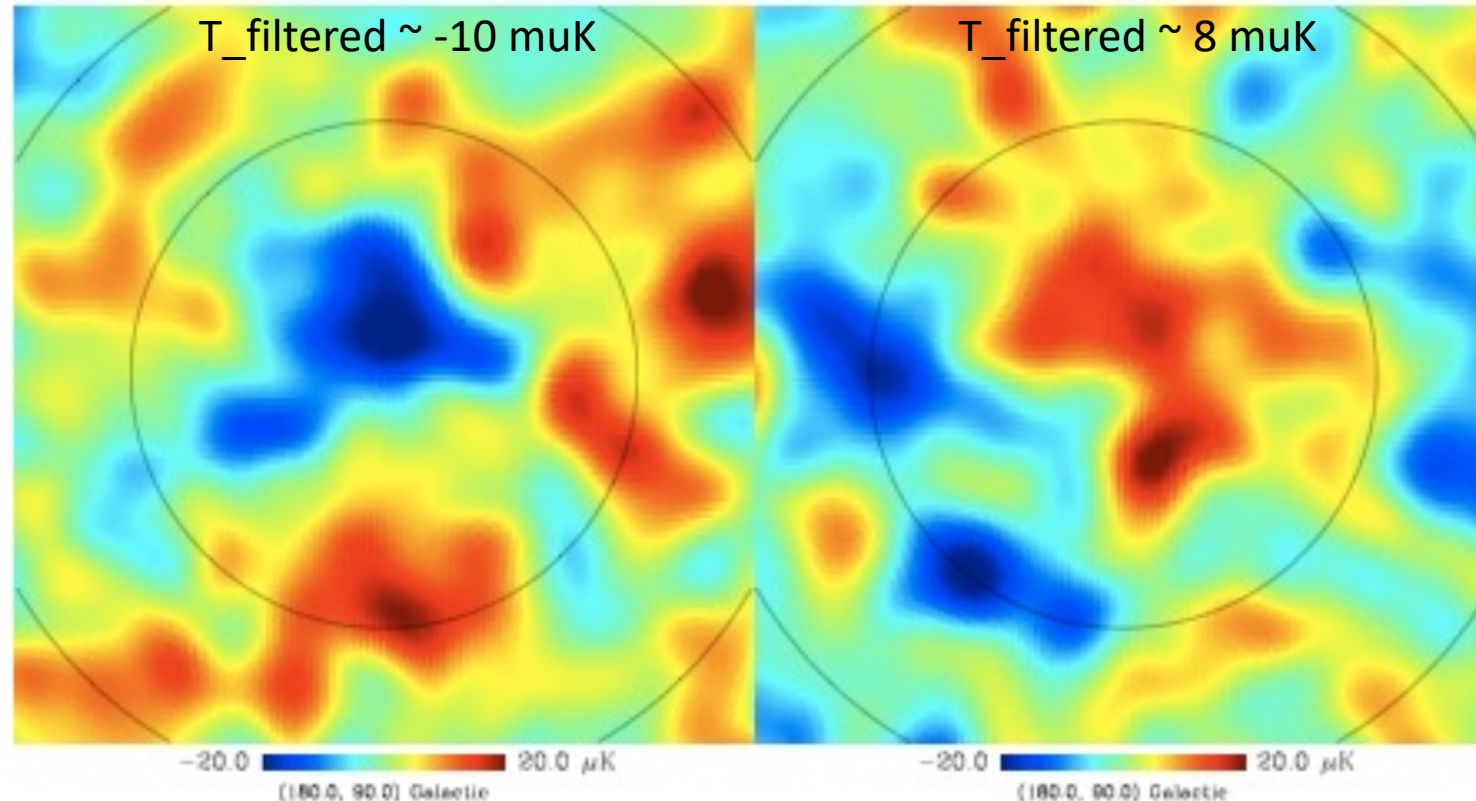 T_filtered ~ -10 muK
T_filtered ~ 8 muK
-20.0 20.0 μK
(180.0, 90.0) Galactic
-20.0 20.0 μK
(180.0, 90.0) Galactic